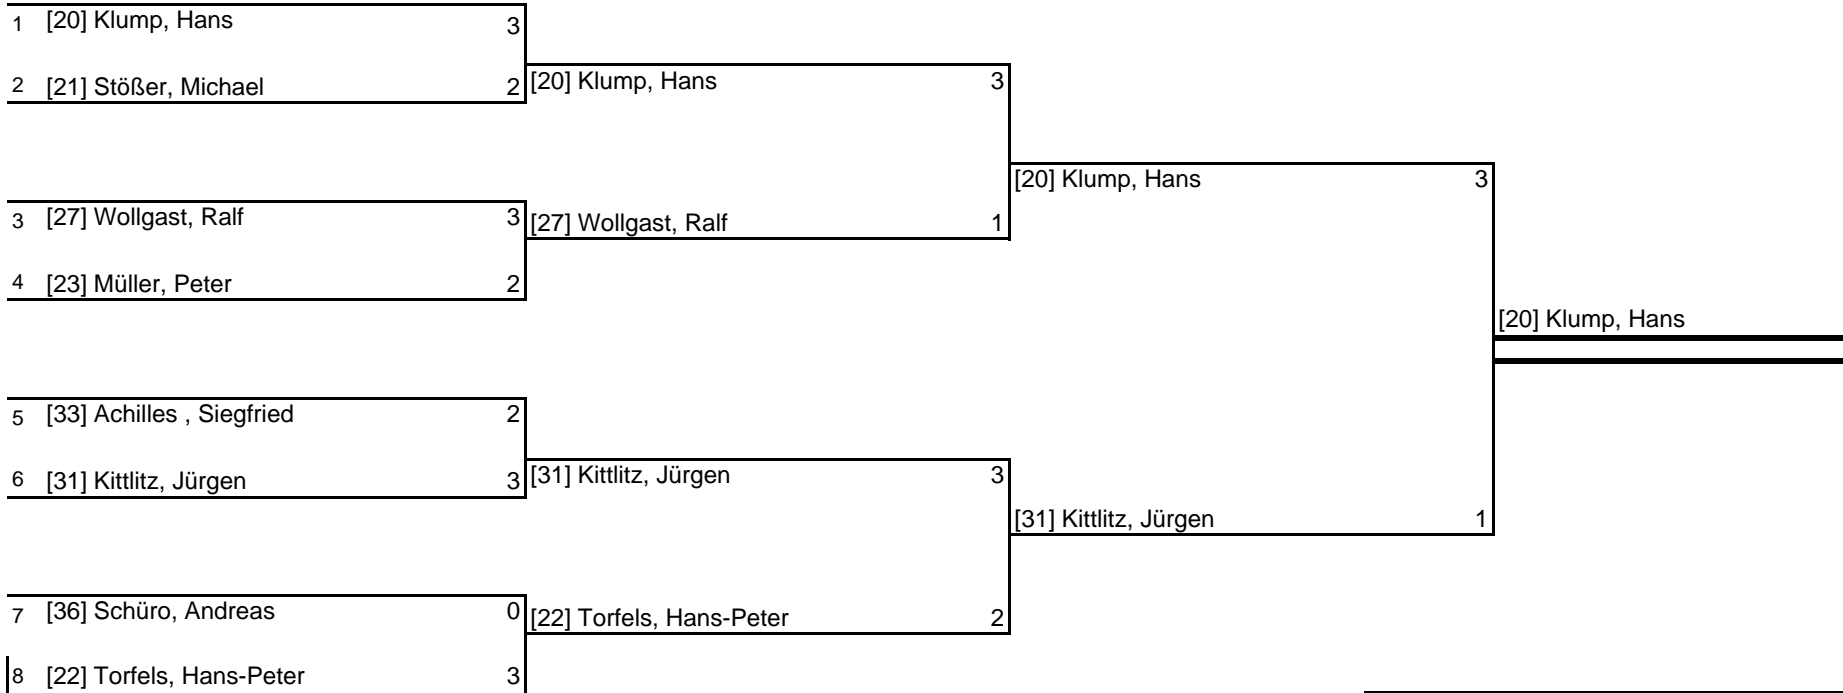 1 [20] Klump, Hans 3
2 [21] Stößer, Michael 2
[20] Klump, Hans 3
[20] Klump, Hans 3
3 [27] Wollgast, Ralf 3
[27] Wollgast, Ralf 1
4 [23] Müller, Peter 2
[20] Klump, Hans
5 [33] Achilles , Siegfried 2
6 [31] Kittlitz, Jürgen 3
[31] Kittlitz, Jürgen 3
[31] Kittlitz, Jürgen 1
7 [36] Schüro, Andreas 0
[22] Torfels, Hans-Peter 2
8 [22] Torfels, Hans-Peter 3